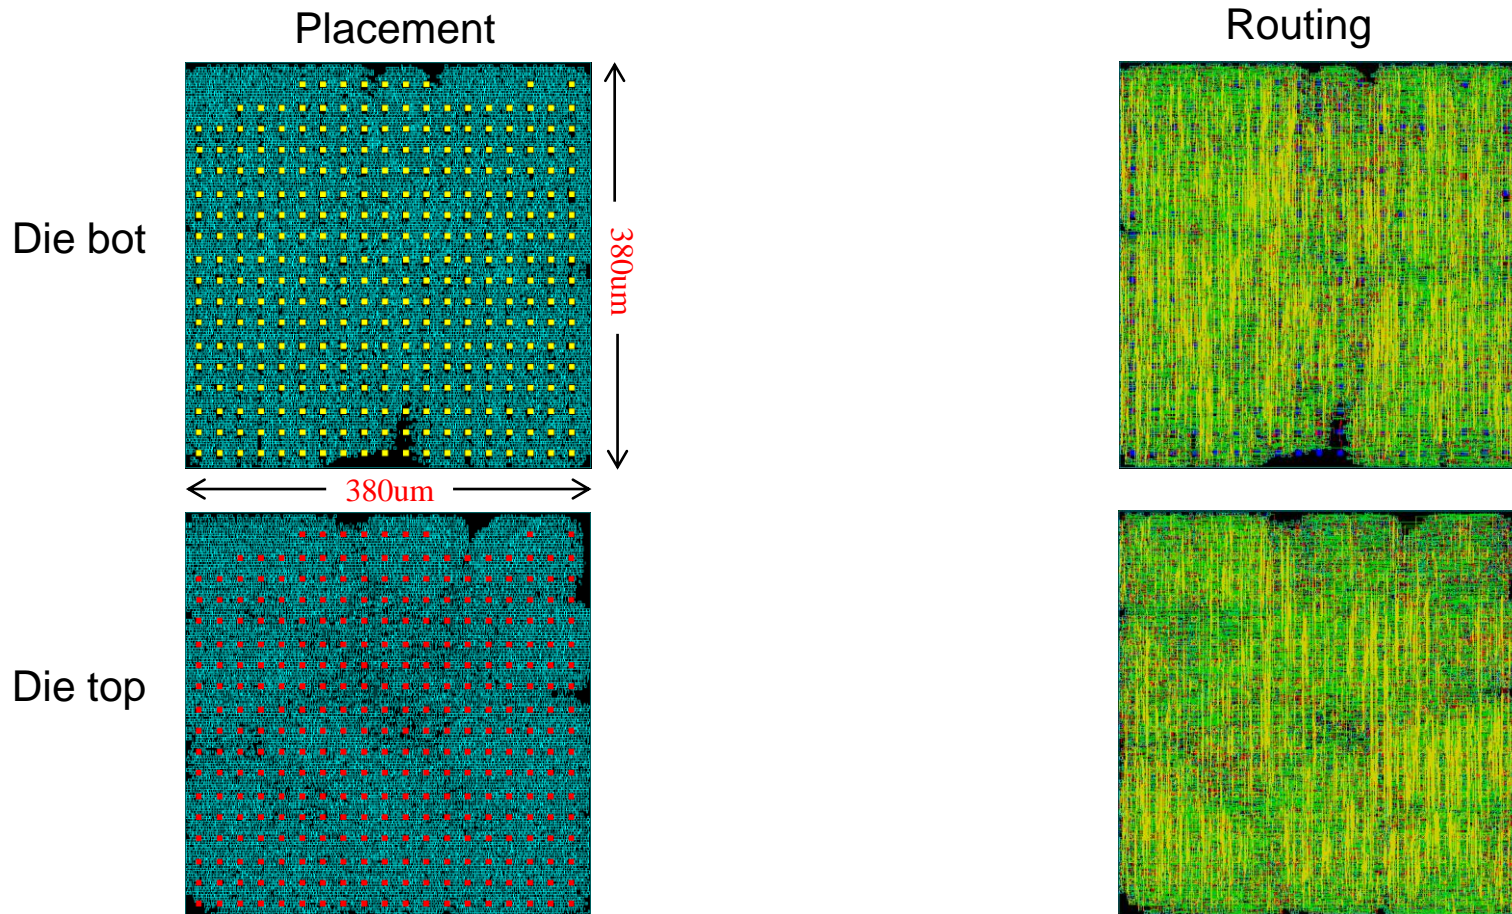 Placement
Routing
Die bot
380um
380um
Die top